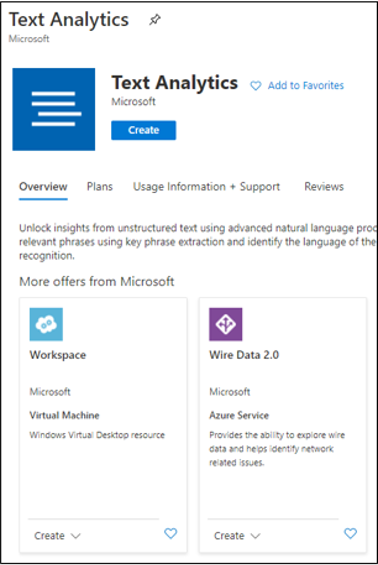 Text Analytics
Microsoft
Text Analytics
Add to Favorites
Microsoft
Create
Overview Plans Usage Information + Support Reviews
Unlock insights from unstructured text using advanced natural language
relevant phrases using key phrase extraction and identify the language of the
recognition.
More offers from Microsoft
Workspace
Microsoft
Virtual Machine
Windows Virtual Desktop resource
Create
Wire Data 2.0
Microsoft
Azure Service
Provides the ability to explore wire
data and helps identify network
related issues.
Create